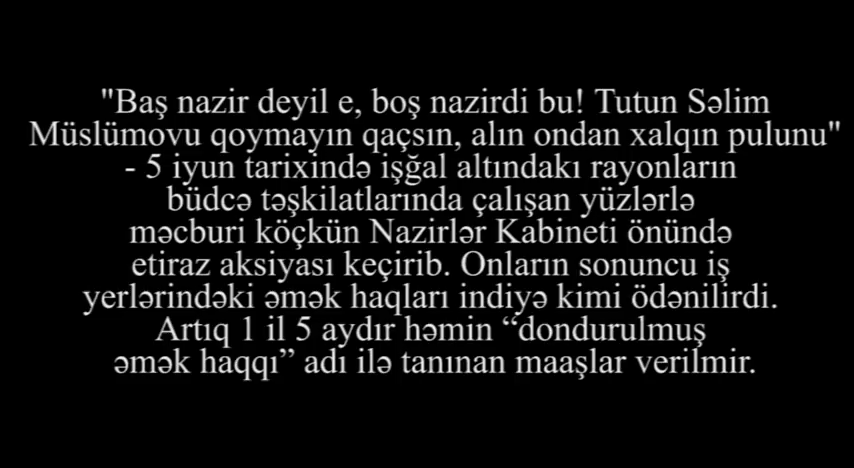 "Baş nazir deyil e, boş nazirdi bu! Tutun Səlim
Müslümovu qoymayın qaçsın, alın ondan xalqın pulunu"
- 5 iyun tarixində işğal altındakı rayonların
büdcə təşkilatlarında çalışan yüzlərlə
məcburi köçkün Nazirlər Kabineti önündə
etiraz aksiyası keçirib. Onların sonuncu iş
yerlərindəki əmək haqları indiyə kimi ödənilirdi.
Artıq 1 il 5 aydır həmin “dondurulmuş
əmək haqqı” adı ilə tanınan maaşlar verilmir.